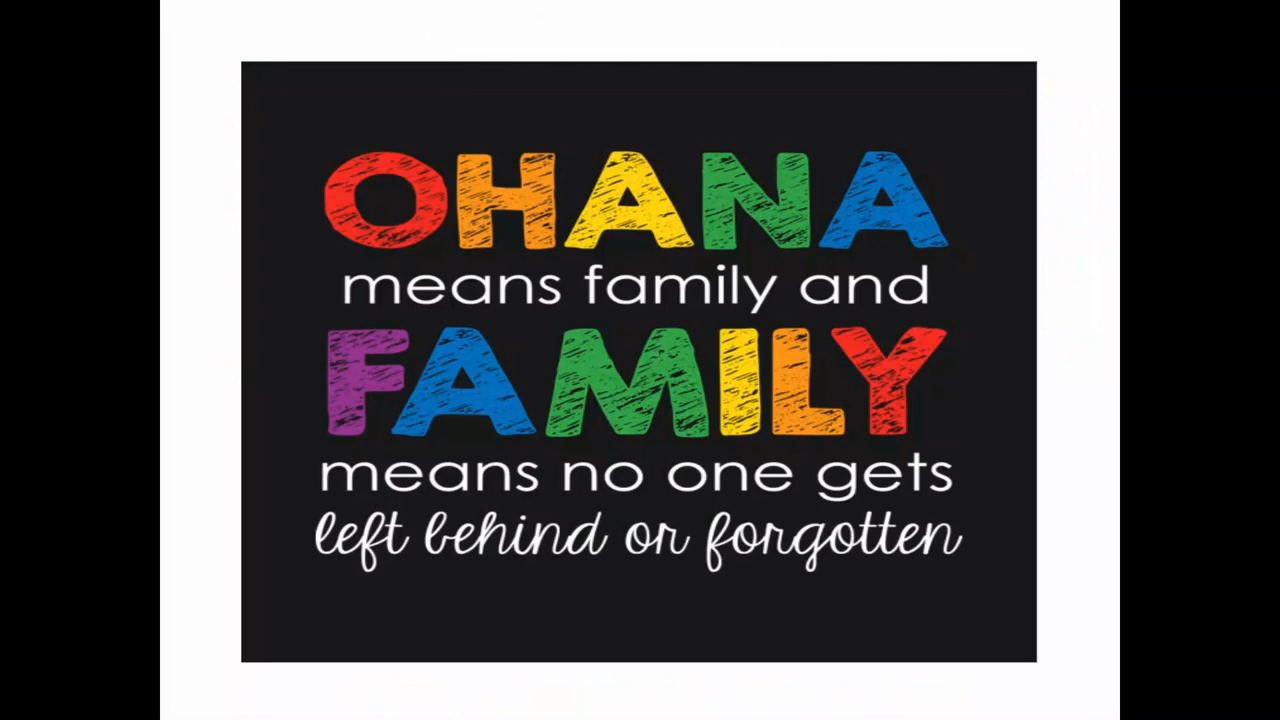 OHANA
means family and
FAMILY
means no one gets
left behind or forgotten